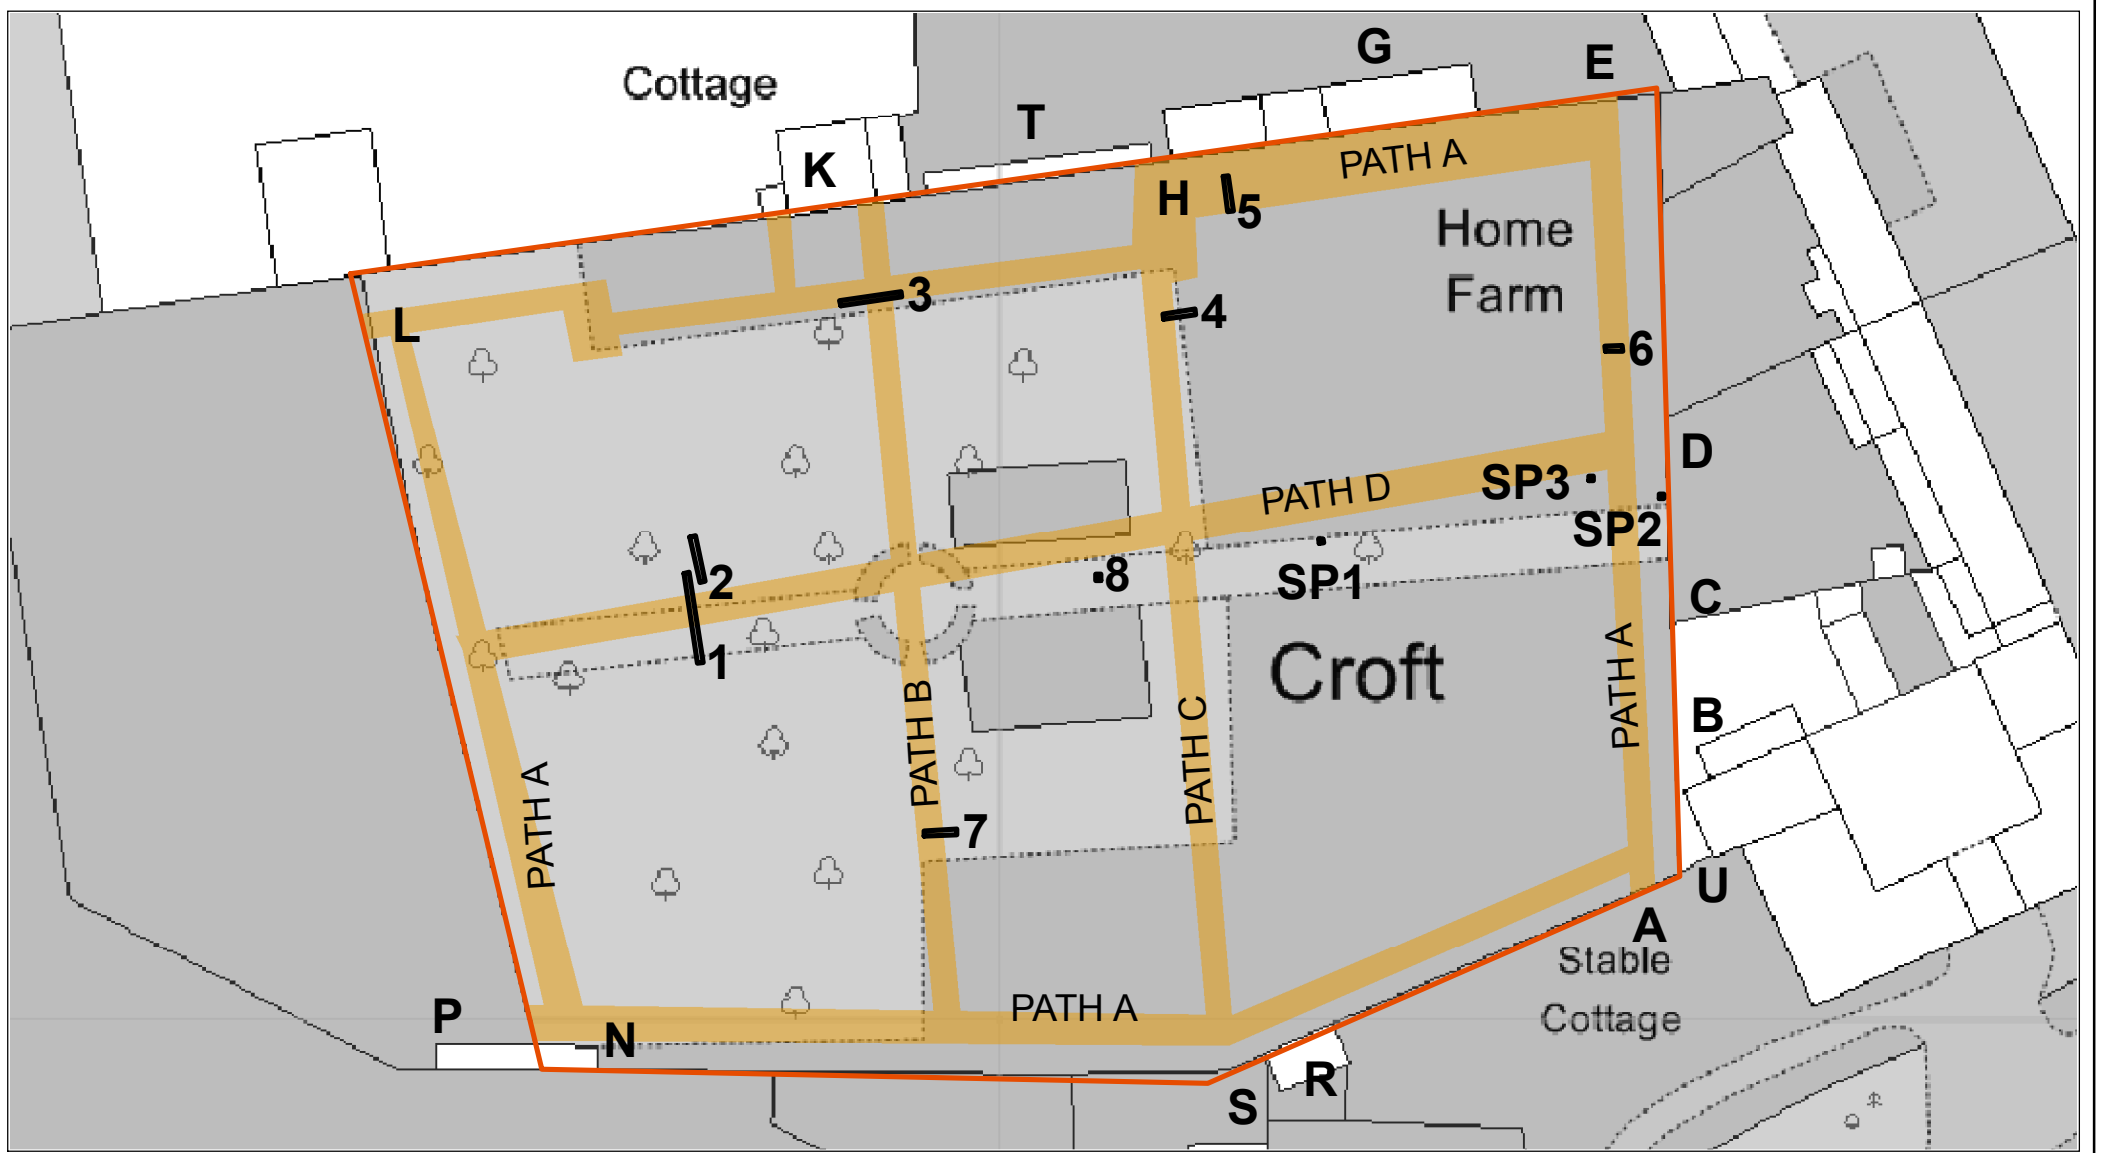 G
E
Cottage
T
K
PATH A
H
5
Home
Farm
3
4
L
6
D
PATH D
SP3
SP2
2
8
SP1
C
1
Croft
PATH A
PATH B
PATH C
B
PATH A
7
U
A
Stable
Cottage
PATH A
P
N
R
S